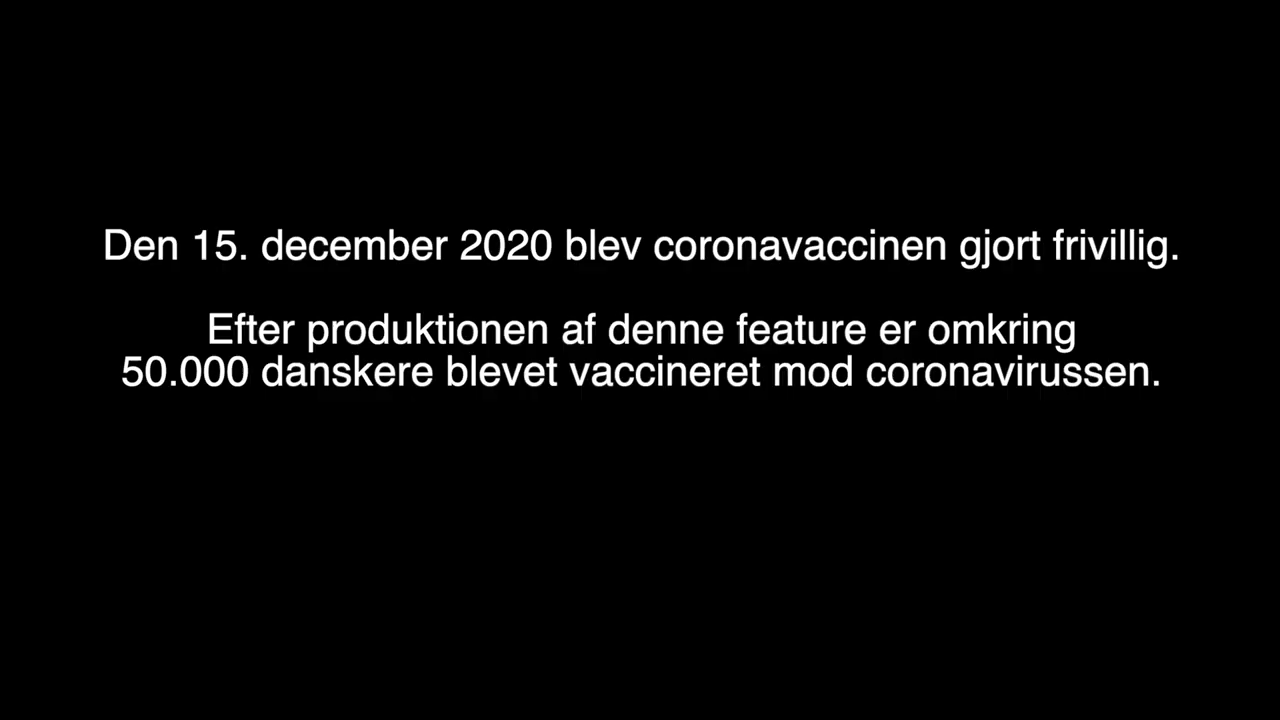 Den 15. december 2020 blev coronavaccinen gjort frivillig.
Efter produktionen af denne feature er omkring
50.000 danskere blevet vaccineret mod coronavirussen.